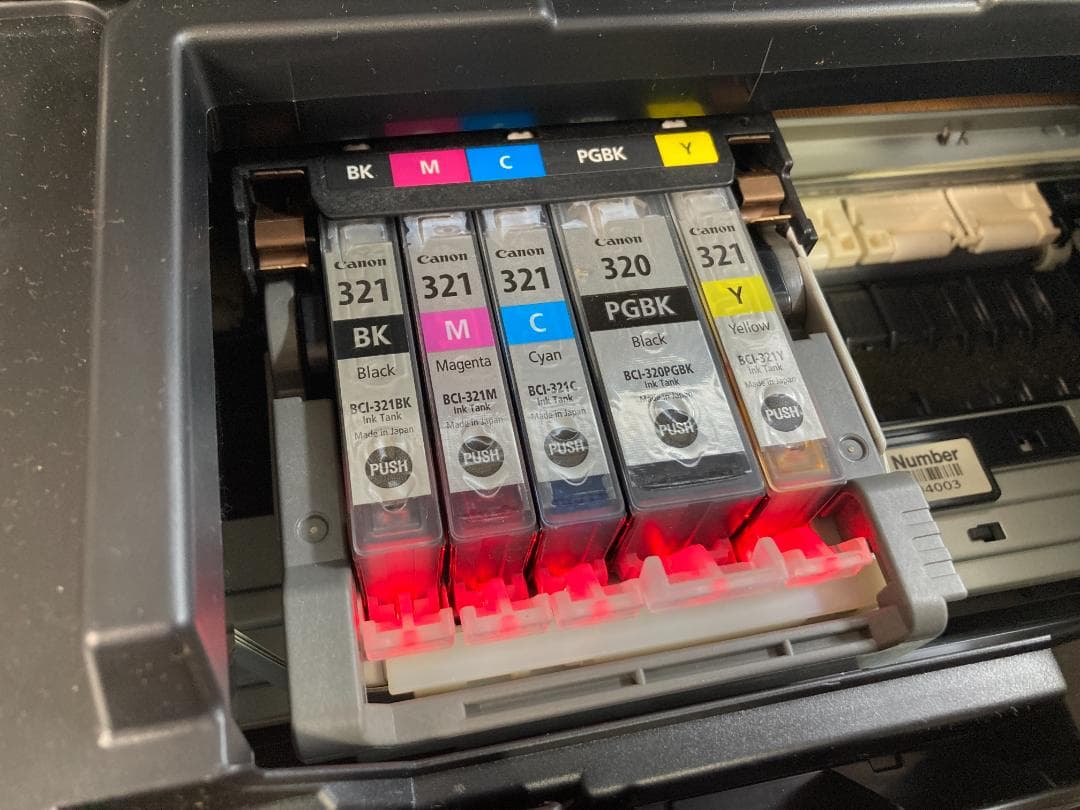 BK M C PGBK Y
Canon
321
BK
Black
BCI-321BK
Ink Tank
Made in Japan
PUSH
Canon
321
M
Magenta
BCI-321M
Ink Tank
Made in Japan
PUSH
Canon
321
C
Cyan
BCI-321C
Ink Tank
Made in Japan
PUSH
Canon
320
PGBK
Black
BCI-320PGBK
Ink Tank
Made in Japan
PUSH
Canon
321
Y
Yellow
BCI-321Y
Ink Tank
Made in Japan
PUSH
Number
4003